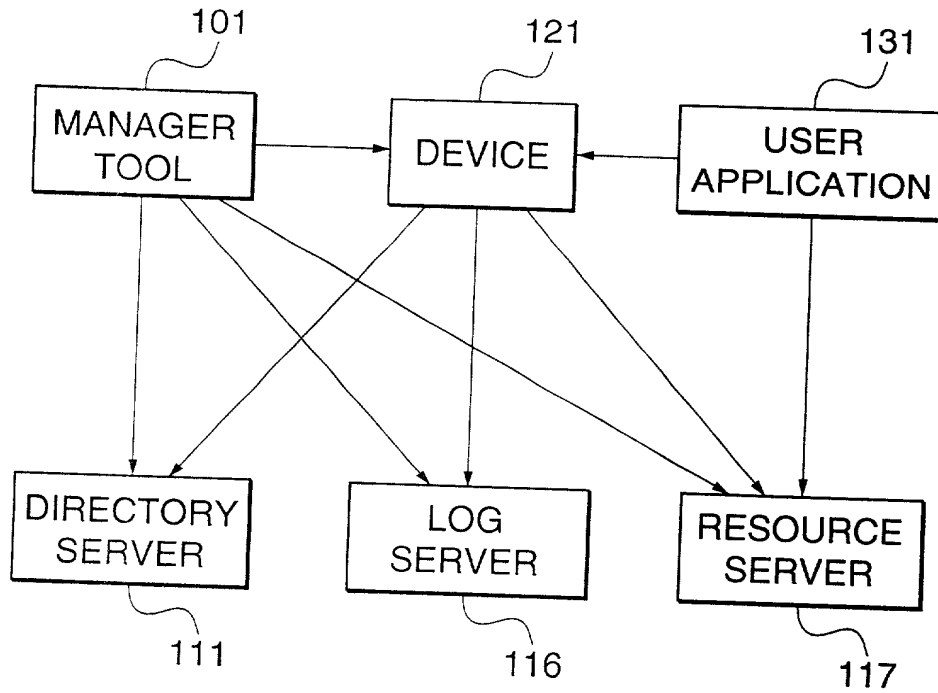 101
121
131
MANAGER
TOOL
DEVICE
USER
APPLICATION
DIRECTORY
SERVER
LOG
SERVER
RESOURCE
SERVER
111
116
117